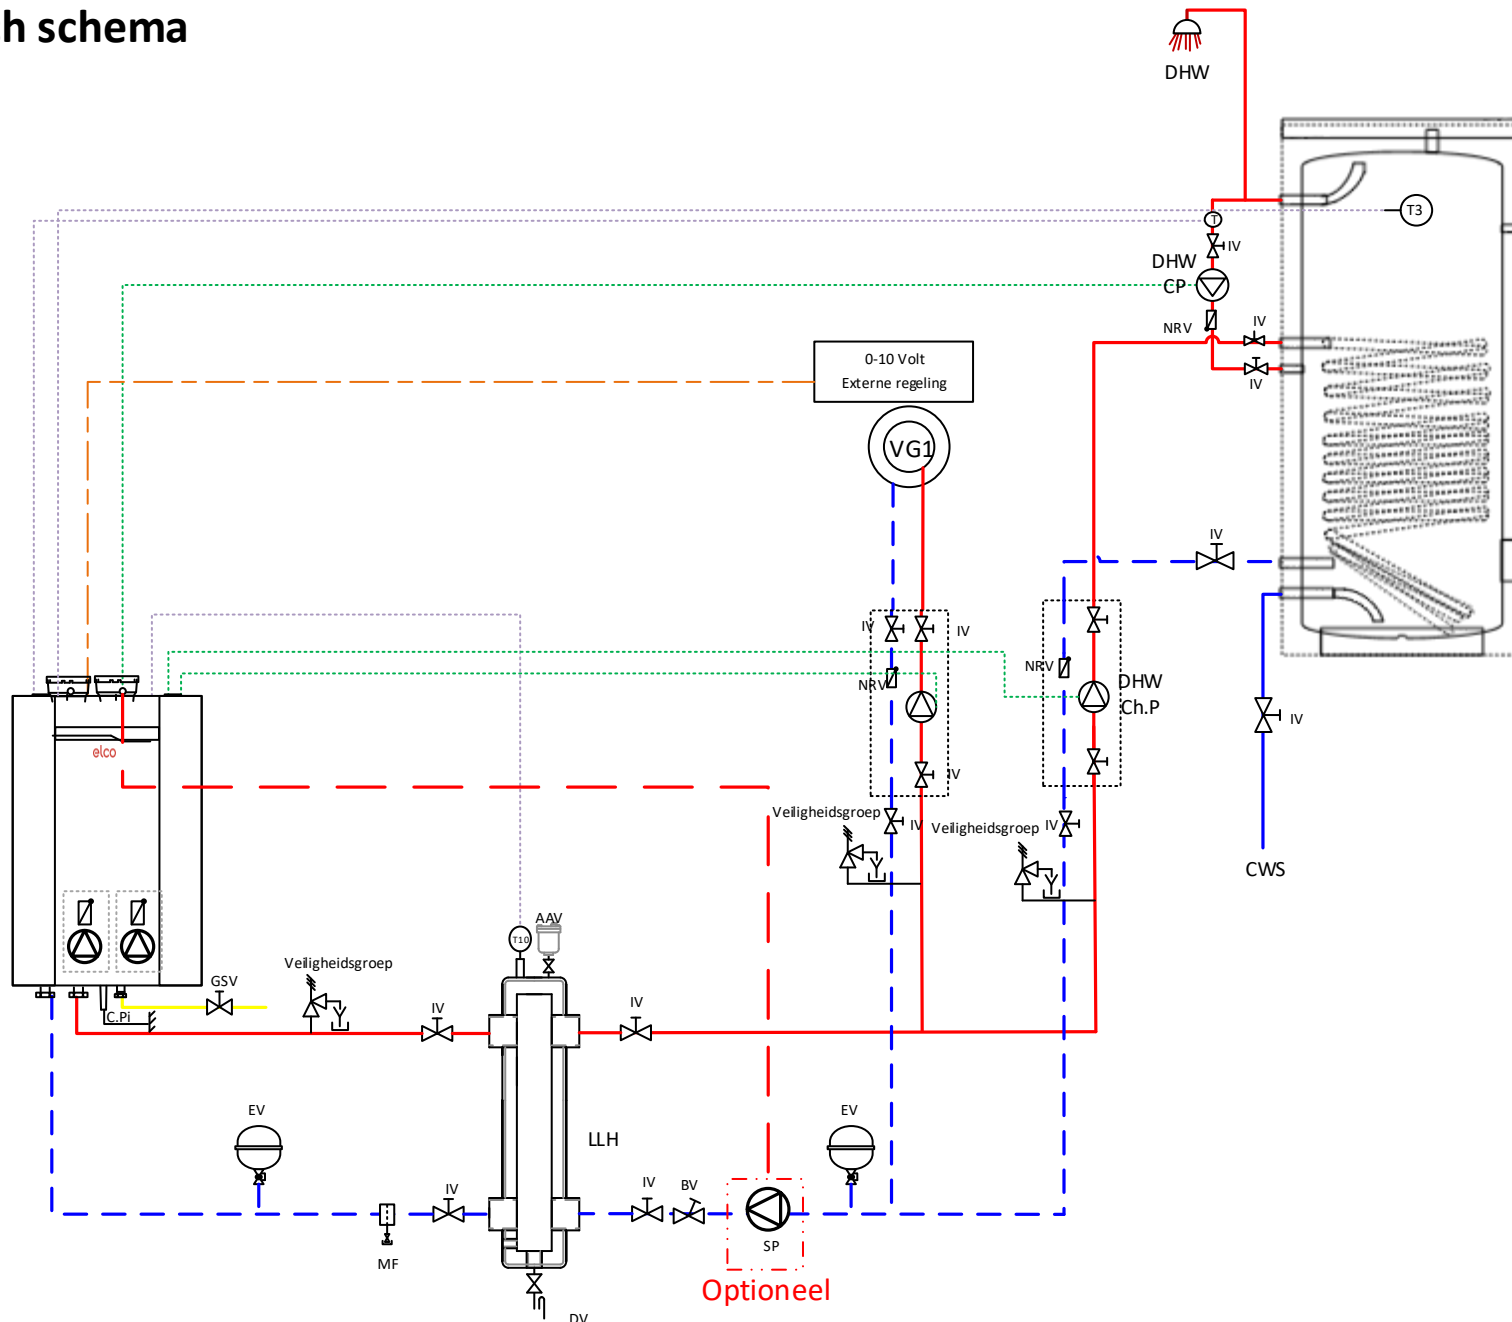 h schema
DHW
T3
T
IV
DHW
CP
NRV
IV
IV
0-10 Volt
Externe regeling
VG1
IV
IV
IV
NRV
NRV
DHW
Ch.P
IV
elco
IV
Veiligheidsgroep
IV
Veiligheidsgroep
IV
CWS
AAV
T10
Veiligheidsgroep
GSV
IV
IV
C.Pi
EV
LLH
EV
IV
IV
BV
SP
MF
Optioneel
DV